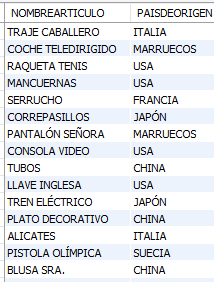 NOMBREARTICULO PAISDEORIGEN
TRAJE CABALLERO ITALIA
COCHE TELEDIRIGIDO MARRUECOS
RAQUETA TENIS USA
MANCUERNAS USA
SERRUCHO FRANCIA
CORREPASILLOS JAPÓN
PANTALÓN SEÑORA MARRUECOS
CONSOLA VIDEO USA
TUBOS CHINA
LLAVE INGLESA USA
TREN ELÉCTRICO JAPÓN
PLATO DECORATIVO CHINA
ALICATES ITALIA
PISTOLA OLÍMPICA SUECIA
BLUSA SRA. CHINA